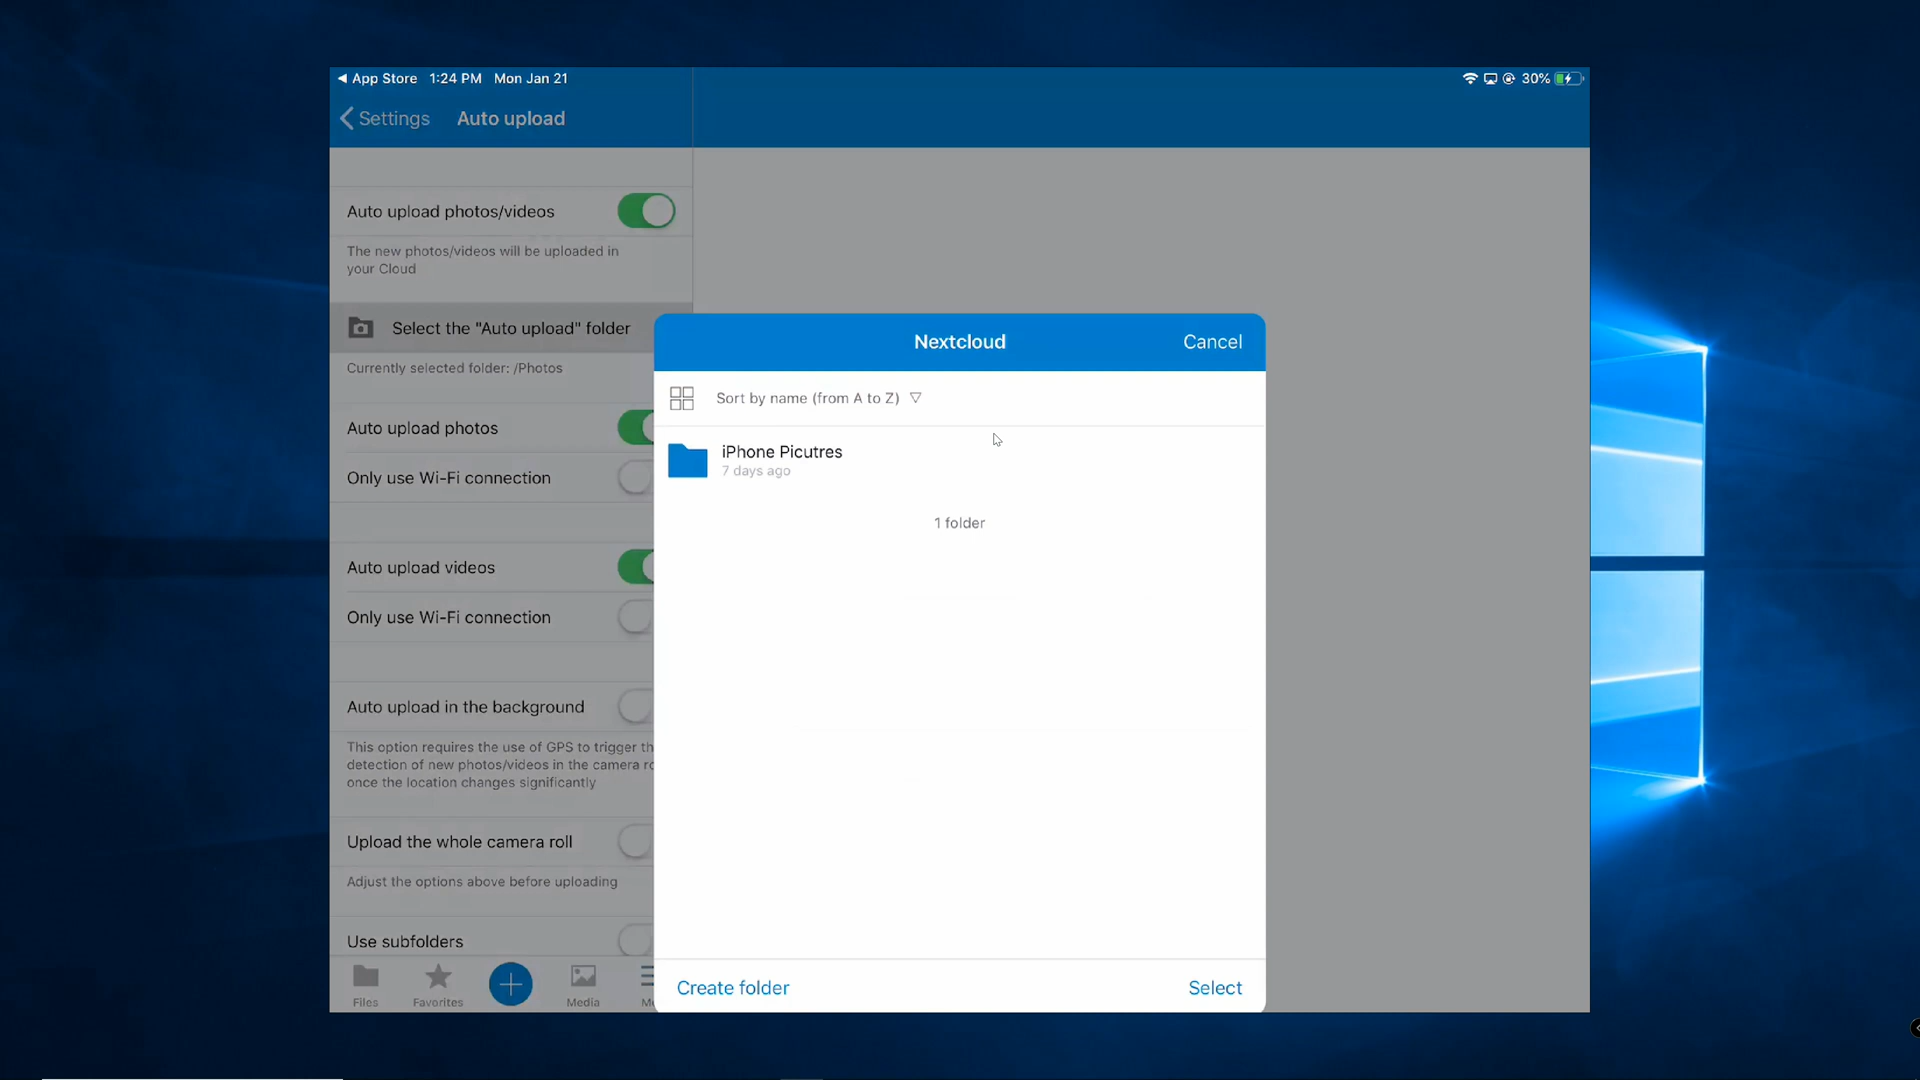 App Store 1:24 PM Mon Jan 21
30%
Settings
Auto upload
Auto upload photos/videos
The new photos/videos will be uploaded in
your Cloud
Select the "Auto upload" folder
Currently selected folder: /Photos
Auto upload photos
Only use Wi-Fi connection
Auto upload videos
Only use Wi-Fi connection
Auto upload in the background
This option requires the use of GPS to trigger th
detection of new photos/videos in the camera ro
once the location changes significantly
Upload the whole camera roll
Adjust the options above before uploading
Use subfolders
Files
Favorites
Media
Nextcloud
Cancel
Sort by name (from A to Z)
iPhone Picutres
7 days ago
1 folder
Create folder
Select